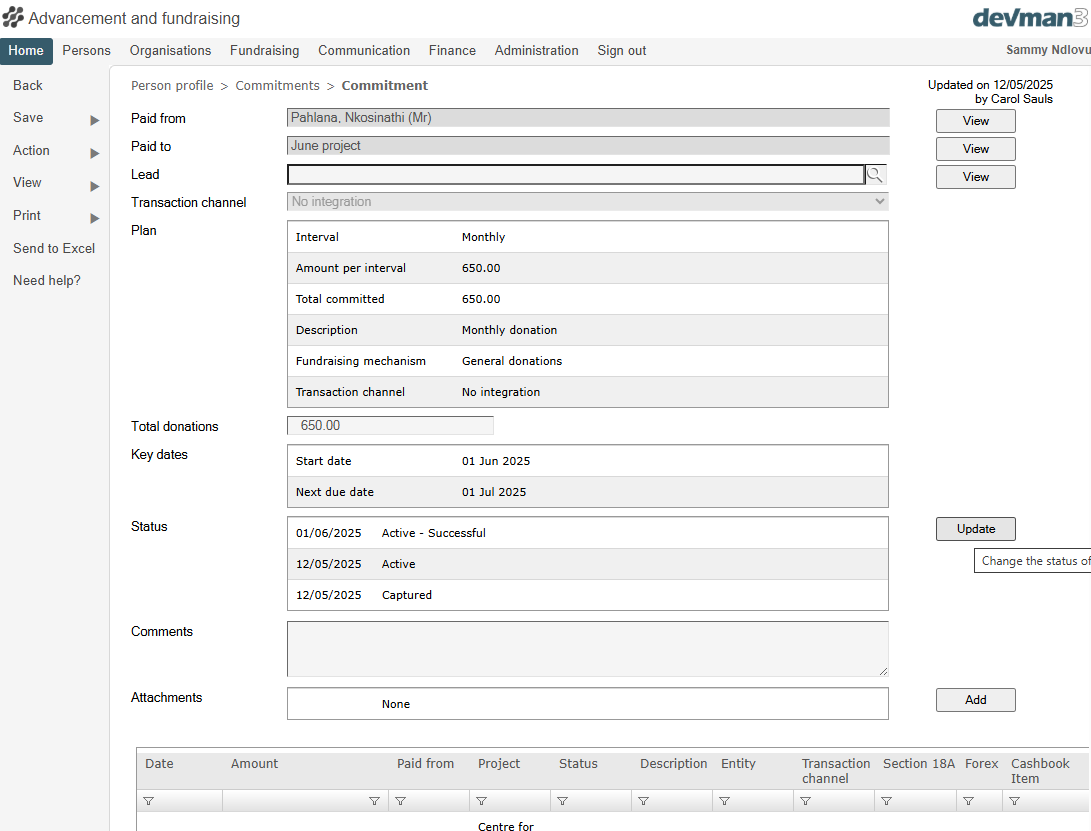 Advancement and fundraising
devman3
Home Persons Organisations Fundraising Communication Finance Administration Sign out Sammy Ndlovu
Back
Save
Action
View
Print
Send to Excel
Need help?
Person profile > Commitments > Commitment
Updated on 12/05/2025
by Carol Sauls
Paid from Pahlana, Nkosinathi (Mr) View
Paid to June project View
Lead View
Transaction channel No integration
Plan
Interval Monthly
Amount per interval 650.00
Total committed 650.00
Description Monthly donation
Fundraising mechanism General donations
Transaction channel No integration
Total donations 650.00
Key dates
Start date 01 Jun 2025
Next due date 01 Jul 2025
Status Update
01/06/2025 Active - Successful
12/05/2025 Active
12/05/2025 Captured
Change the status of
Comments
Attachments None Add
Date Amount Paid from Project Status Description Entity Transaction channel Section 18A Forex Cashbook Item
Centre for